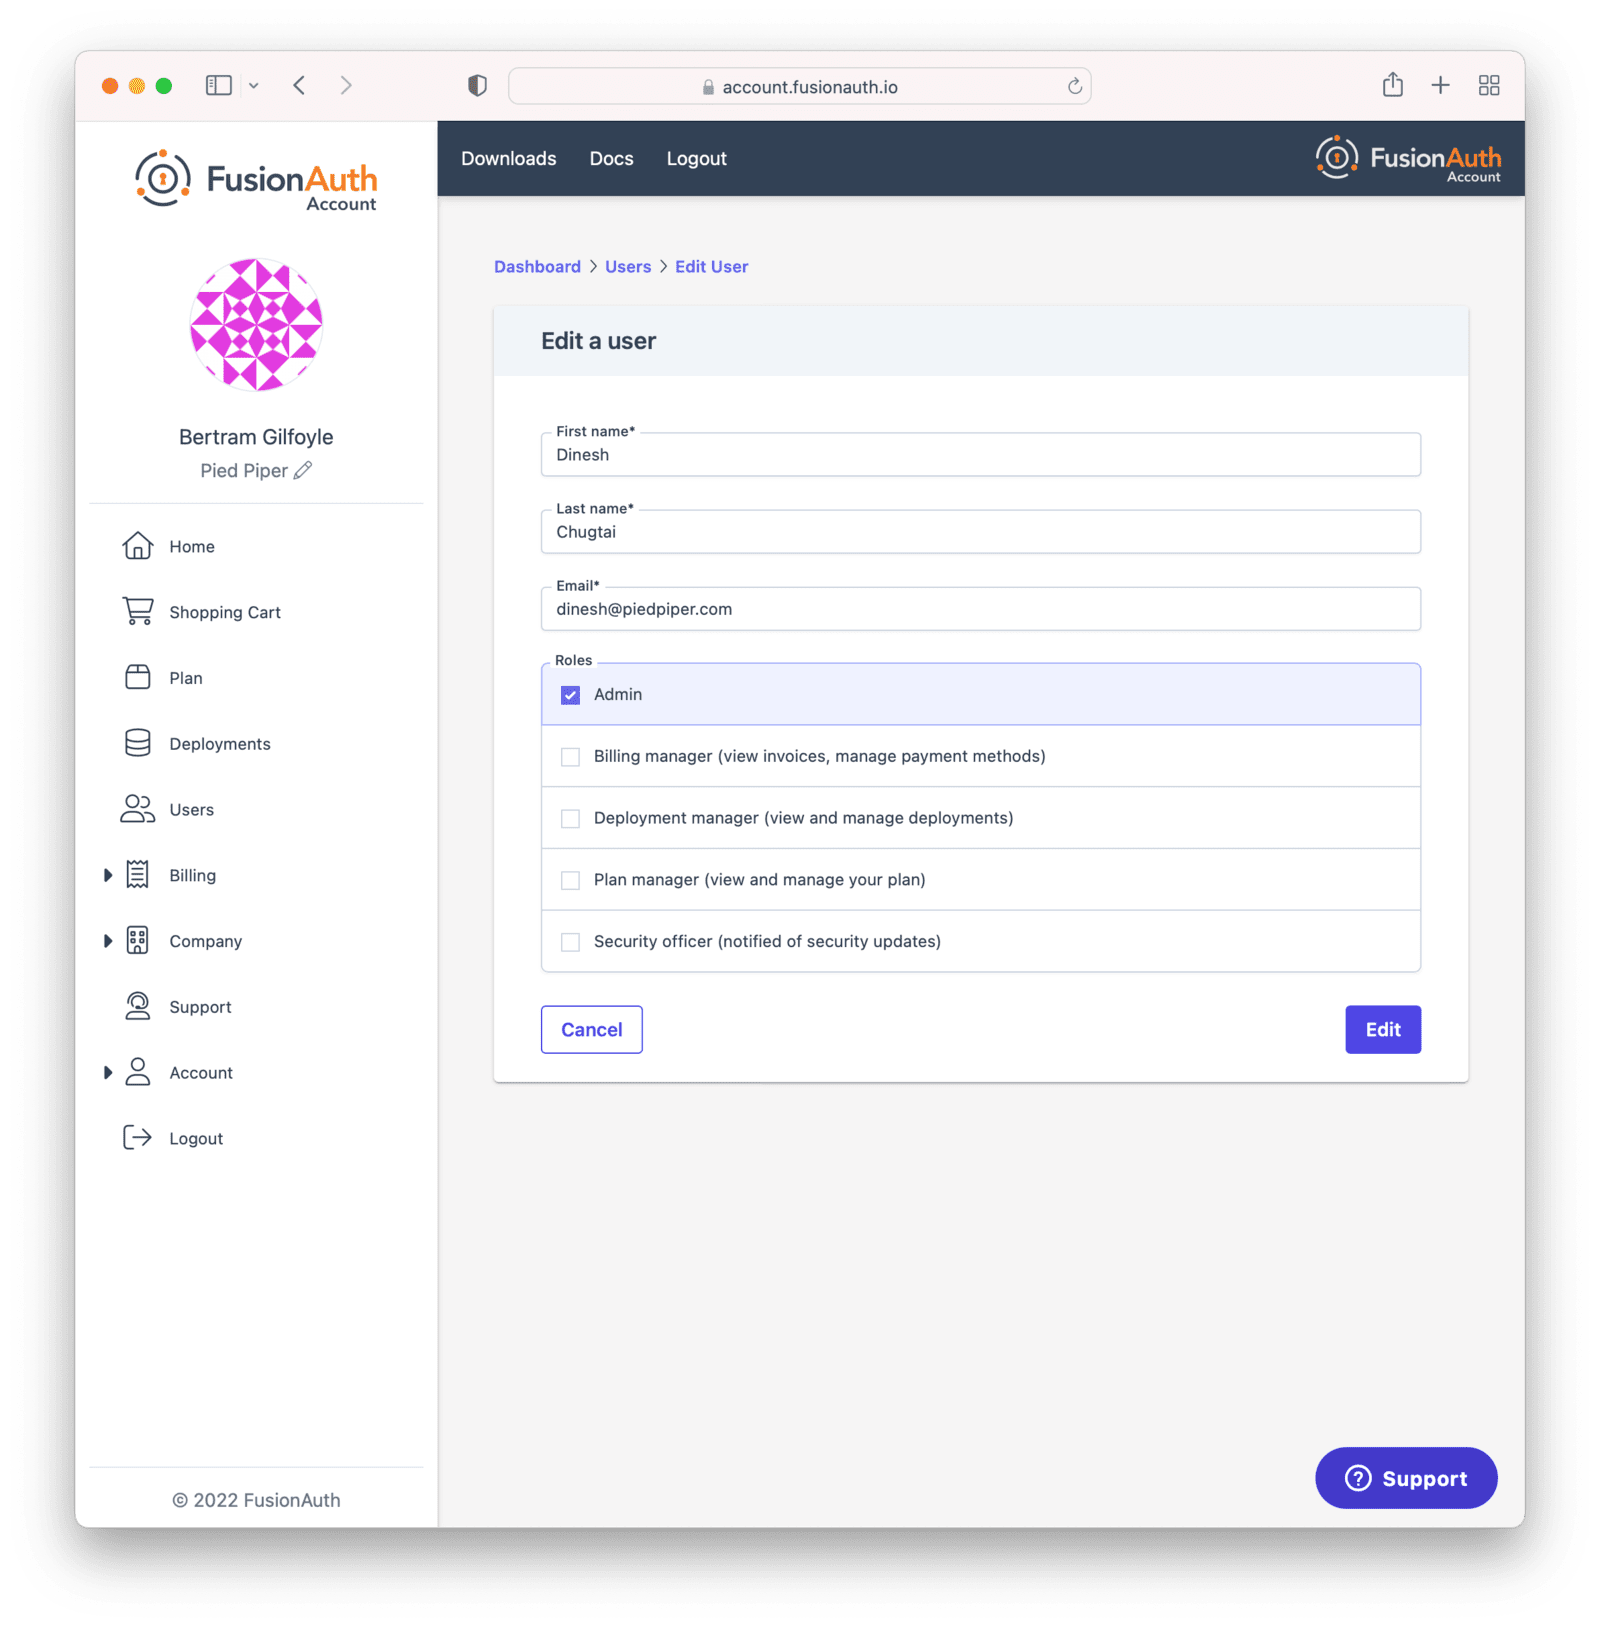 account.fusionauth.io
FusionAuth
Account
Downloads
Docs
Logout
FusionAuth
Account
Bertram Gilfoyle
Pied Piper
Home
Shopping Cart
Plan
Deployments
Users
Billing
Company
Support
Account
Logout
© 2022 FusionAuth
Dashboard > Users > Edit User
Edit a user
First name*
Dinesh
Last name*
Chugtai
Email*
dinesh@piedpiper.com
Roles
Admin
Billing manager (view invoices, manage payment methods)
Deployment manager (view and manage deployments)
Plan manager (view and manage your plan)
Security officer (notified of security updates)
Cancel
Edit
? Support